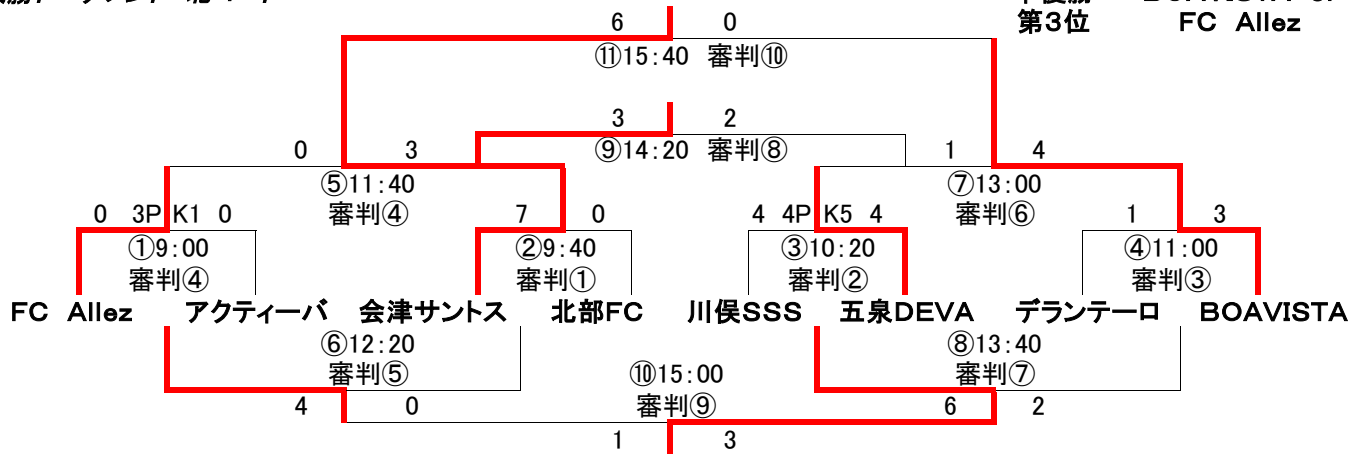 6 0
第3位 FC Allez
⑪15:40 審判⑩
3 2
0 3 ⑨14:20 審判⑧ 1 4
⑤11:40 ⑦13:00
0 3P K1 0 審判④ 7 0 4 4P K5 4 審判⑥ 1 3
①9:00 ②9:40 ③10:20 ④11:00
審判④ 審判① 審判② 審判③
FC Allez アクティーバ 会津サントス 北部FC 川俣SSS 五泉DEVA デランテーロ BOAVISTA
⑥12:20 ⑧13:40
審判⑤ ⑩15:00 審判⑦
4 0 審判⑨ 6 2
1 3